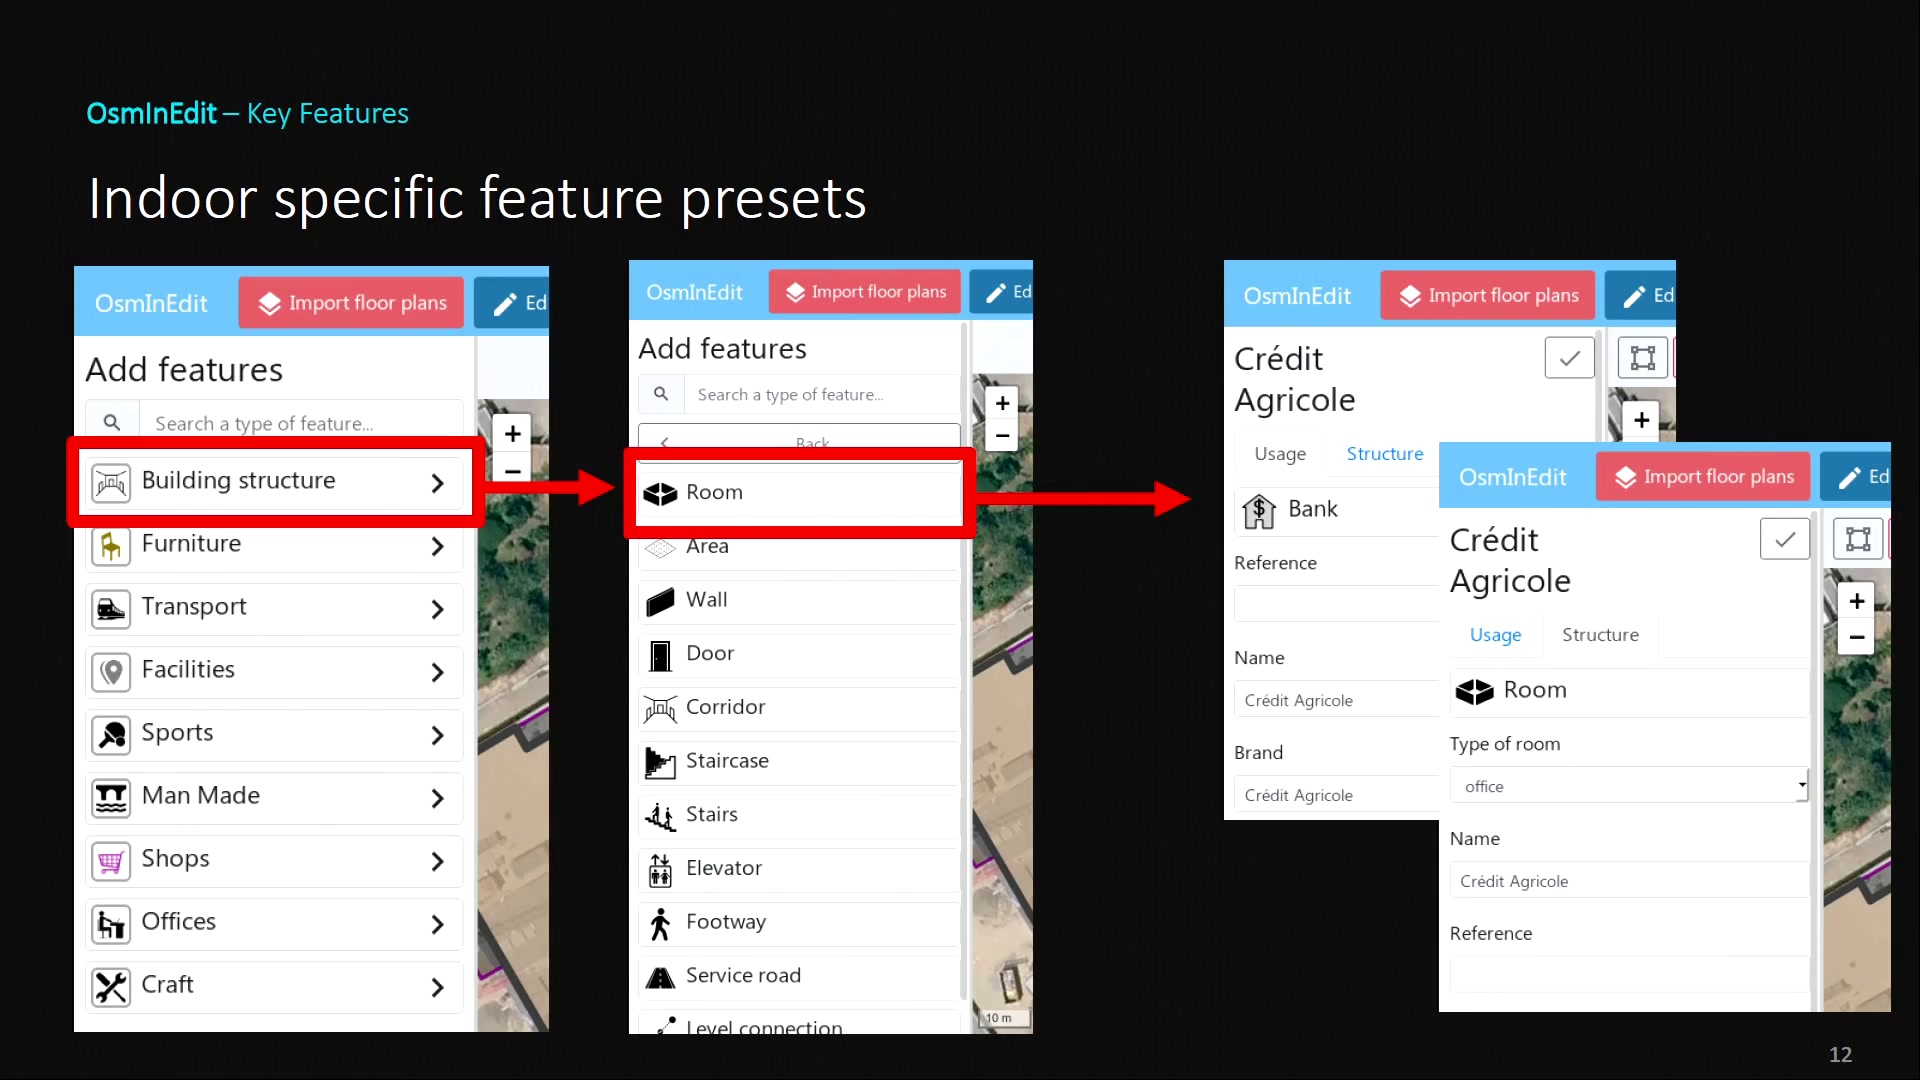 OsmInEdit – Key Features
Indoor specific feature presets
OsmInEdit
Import floor plans
Ed
Add features
Search a type of feature...
+
−
Building structure
Furniture
Transport
Facilities
Sports
Man Made
Shops
Offices
Craft
OsmInEdit
Import floor plans
Ed
Add features
Search a type of feature...
+
−
Back
Room
Area
Wall
Door
Corridor
Staircase
Stairs
Elevator
Footway
Service road
Level connection
10 m
OsmInEdit
Import floor plans
Ed
Crédit
Agricole
+
Usage Structure
Bank
Reference
Name
Crédit Agricole
Brand
Crédit Agricole
OsmInEdit
Import floor plans
Ed
Crédit
Agricole
+
−
Usage Structure
Room
Type of room
office
Name
Crédit Agricole
Reference
12